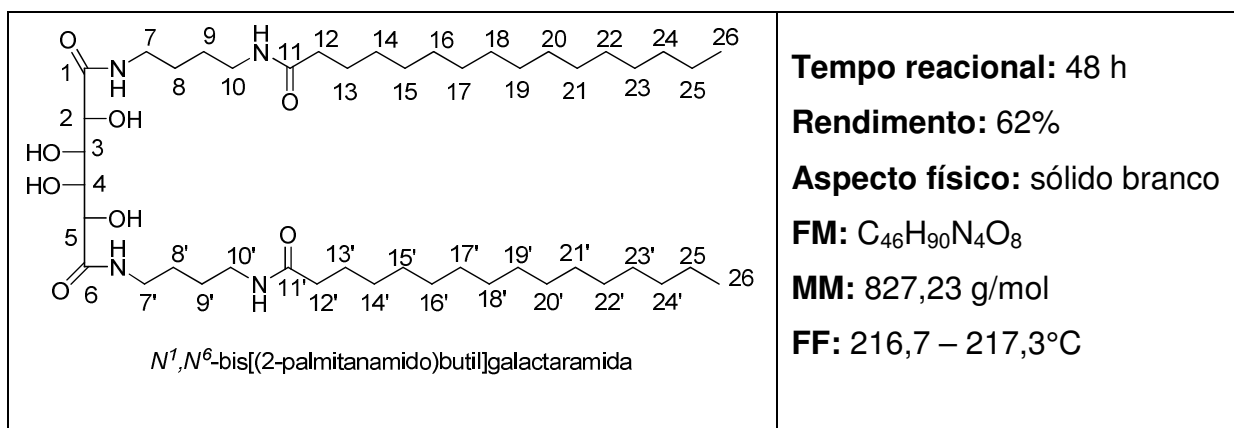 O 7 9 H N 11 12 14 16 18 20 22 24 26
1 N H 8 10 O 13 15 17 19 21 23 25
2 OH
HO 3
HO 4
OH
5 8' 10' O 13' 15' 17' 19' 21' 23' 25
O 6 N H 7' 9' N H 11' 12' 14' 16' 18' 20' 22' 24' 26
N¹,N⁶-bis[(2-palmitanamido)butil]galactaramida
Tempo reacional: 48 h
Rendimento: 62%
Aspecto físico: sólido branco
FM: C₄₆H₉₀N₄O₈
MM: 827,23 g/mol
FF: 216,7 – 217,3°C